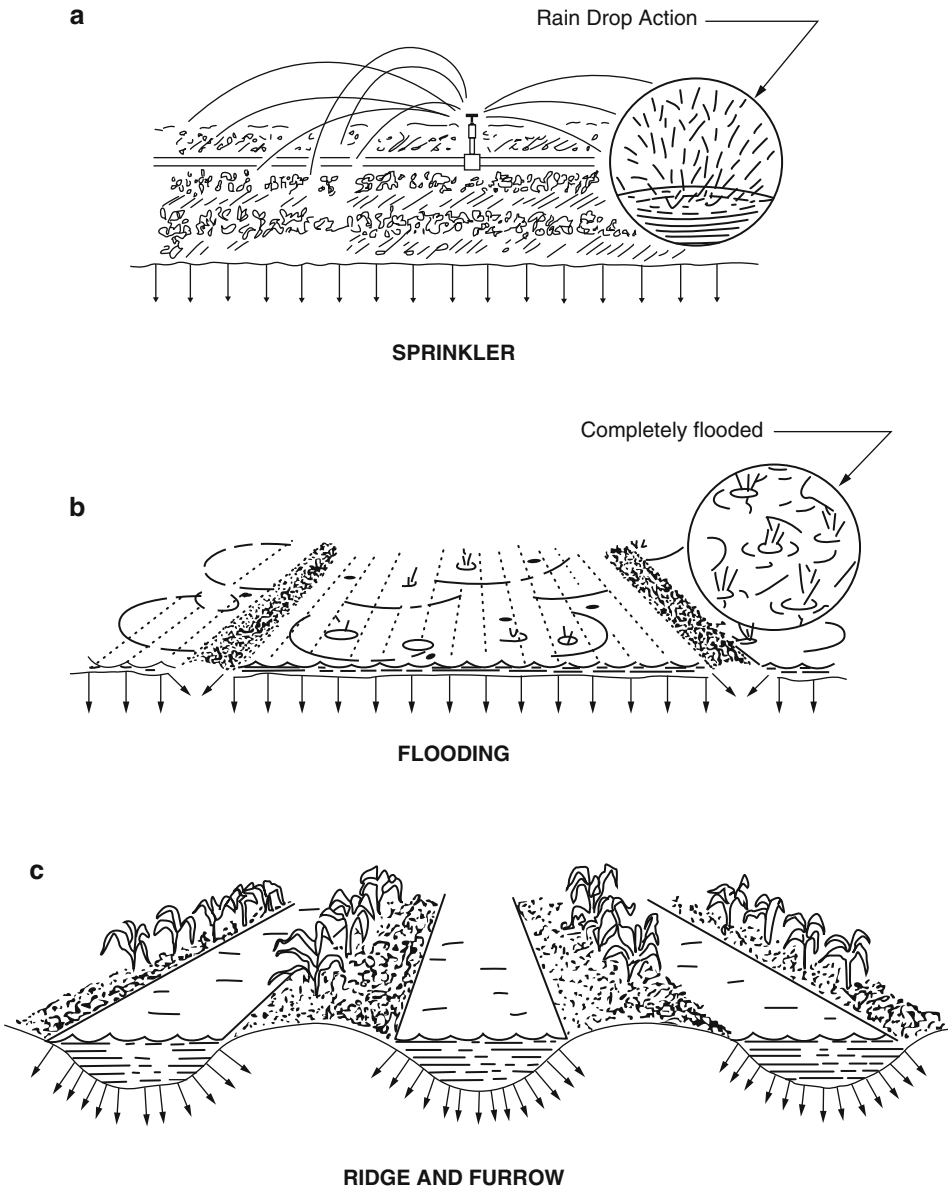 a
Rain Drop Action
SPRINKLER
Completely flooded
b
FLOODING
c
RIDGE AND FURROW